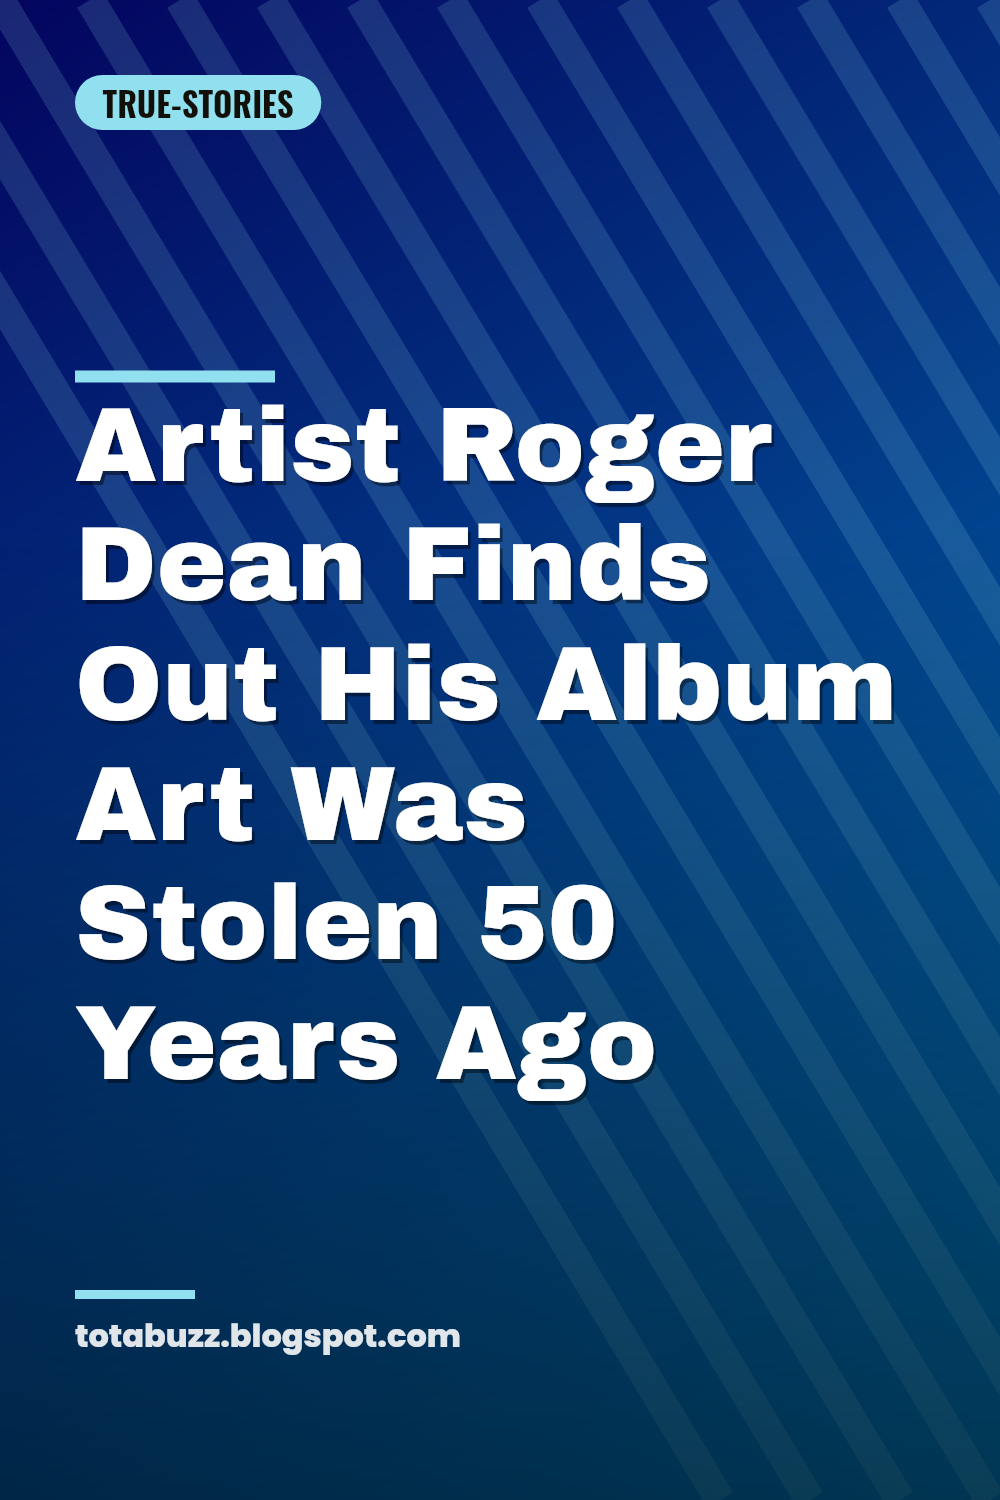 TRUE-STORIES
Artist Roger
Dean Finds
Out His Album
Art Was
Stolen 50
Years Ago
totabuzz.blogspot.com